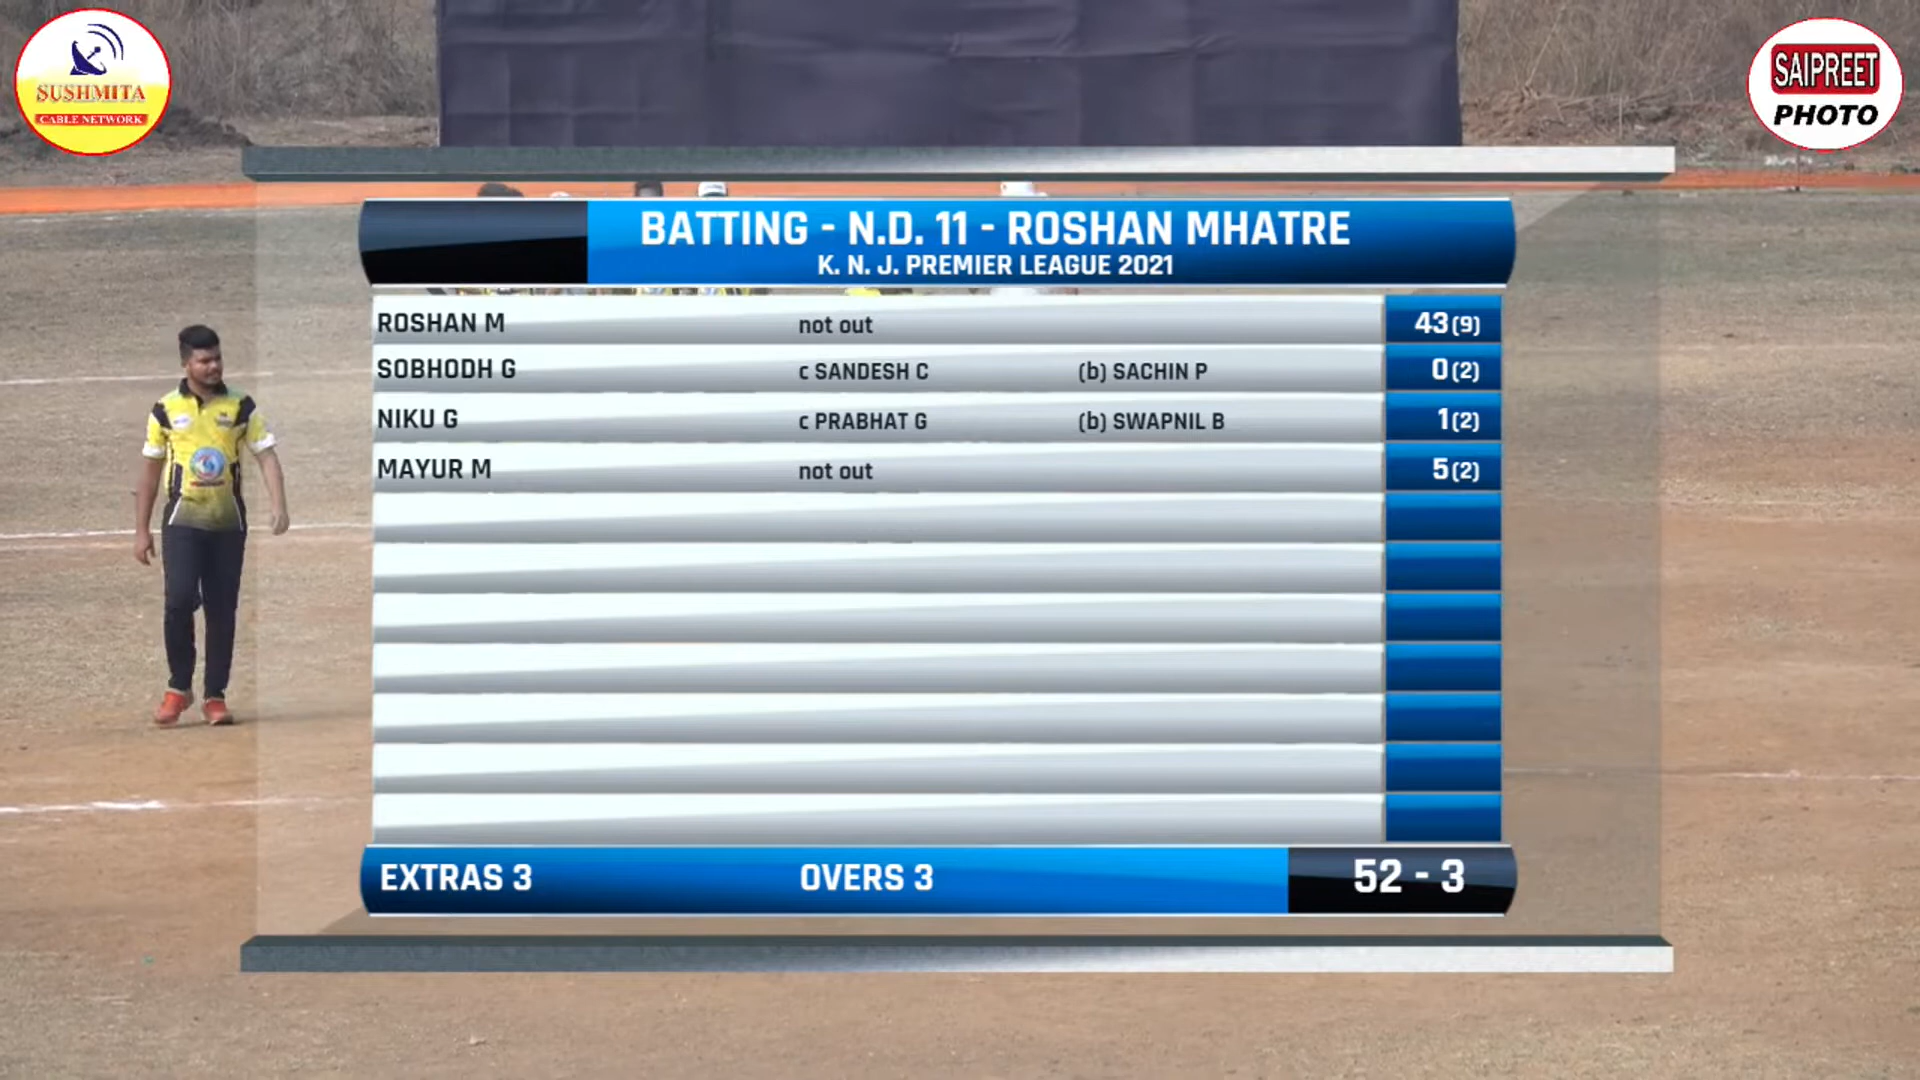 SUSHMITA
CABLE NETWORK
SAIPREET
PHOTO
BATTING - N.D. 11 - ROSHAN MHATRE
K. N. J. PREMIER LEAGUE 2021
ROSHAN M not out 43(9)
SOBHODH G c SANDESH C (b) SACHIN P 0(2)
NIKU G c PRABHAT G (b) SWAPNIL B 1(2)
MAYUR M not out 5(2)
EXTRAS 3 OVERS 3 52 - 3